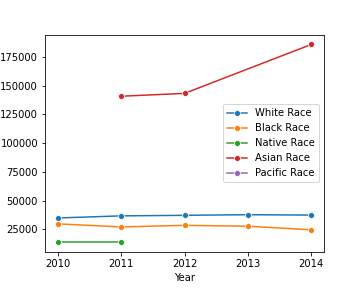 175000
150000
125000
100000
75000
50000
25000
White Race
Black Race
Native Race
Asian Race
Pacific Race
2010 2011 2012 2013 2014
Year